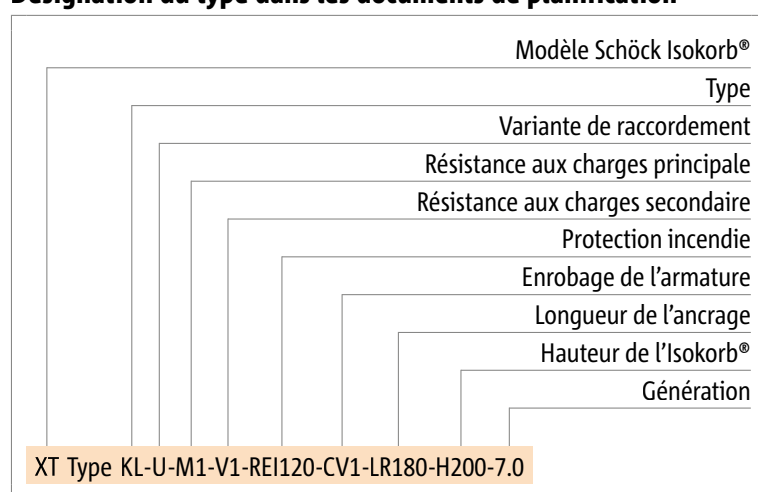 Désignation du type dans les documents de planification
Modèle Schöck Isokorb®
Type
Variante de raccordement
Résistance aux charges principale
Résistance aux charges secondaire
Protection incendie
Enrobage de l’armature
Longueur de l’ancrage
Hauteur de l’Isokorb®
Génération
XT Type KL-U-M1-V1-REI120-CV1-LR180-H200-7.0